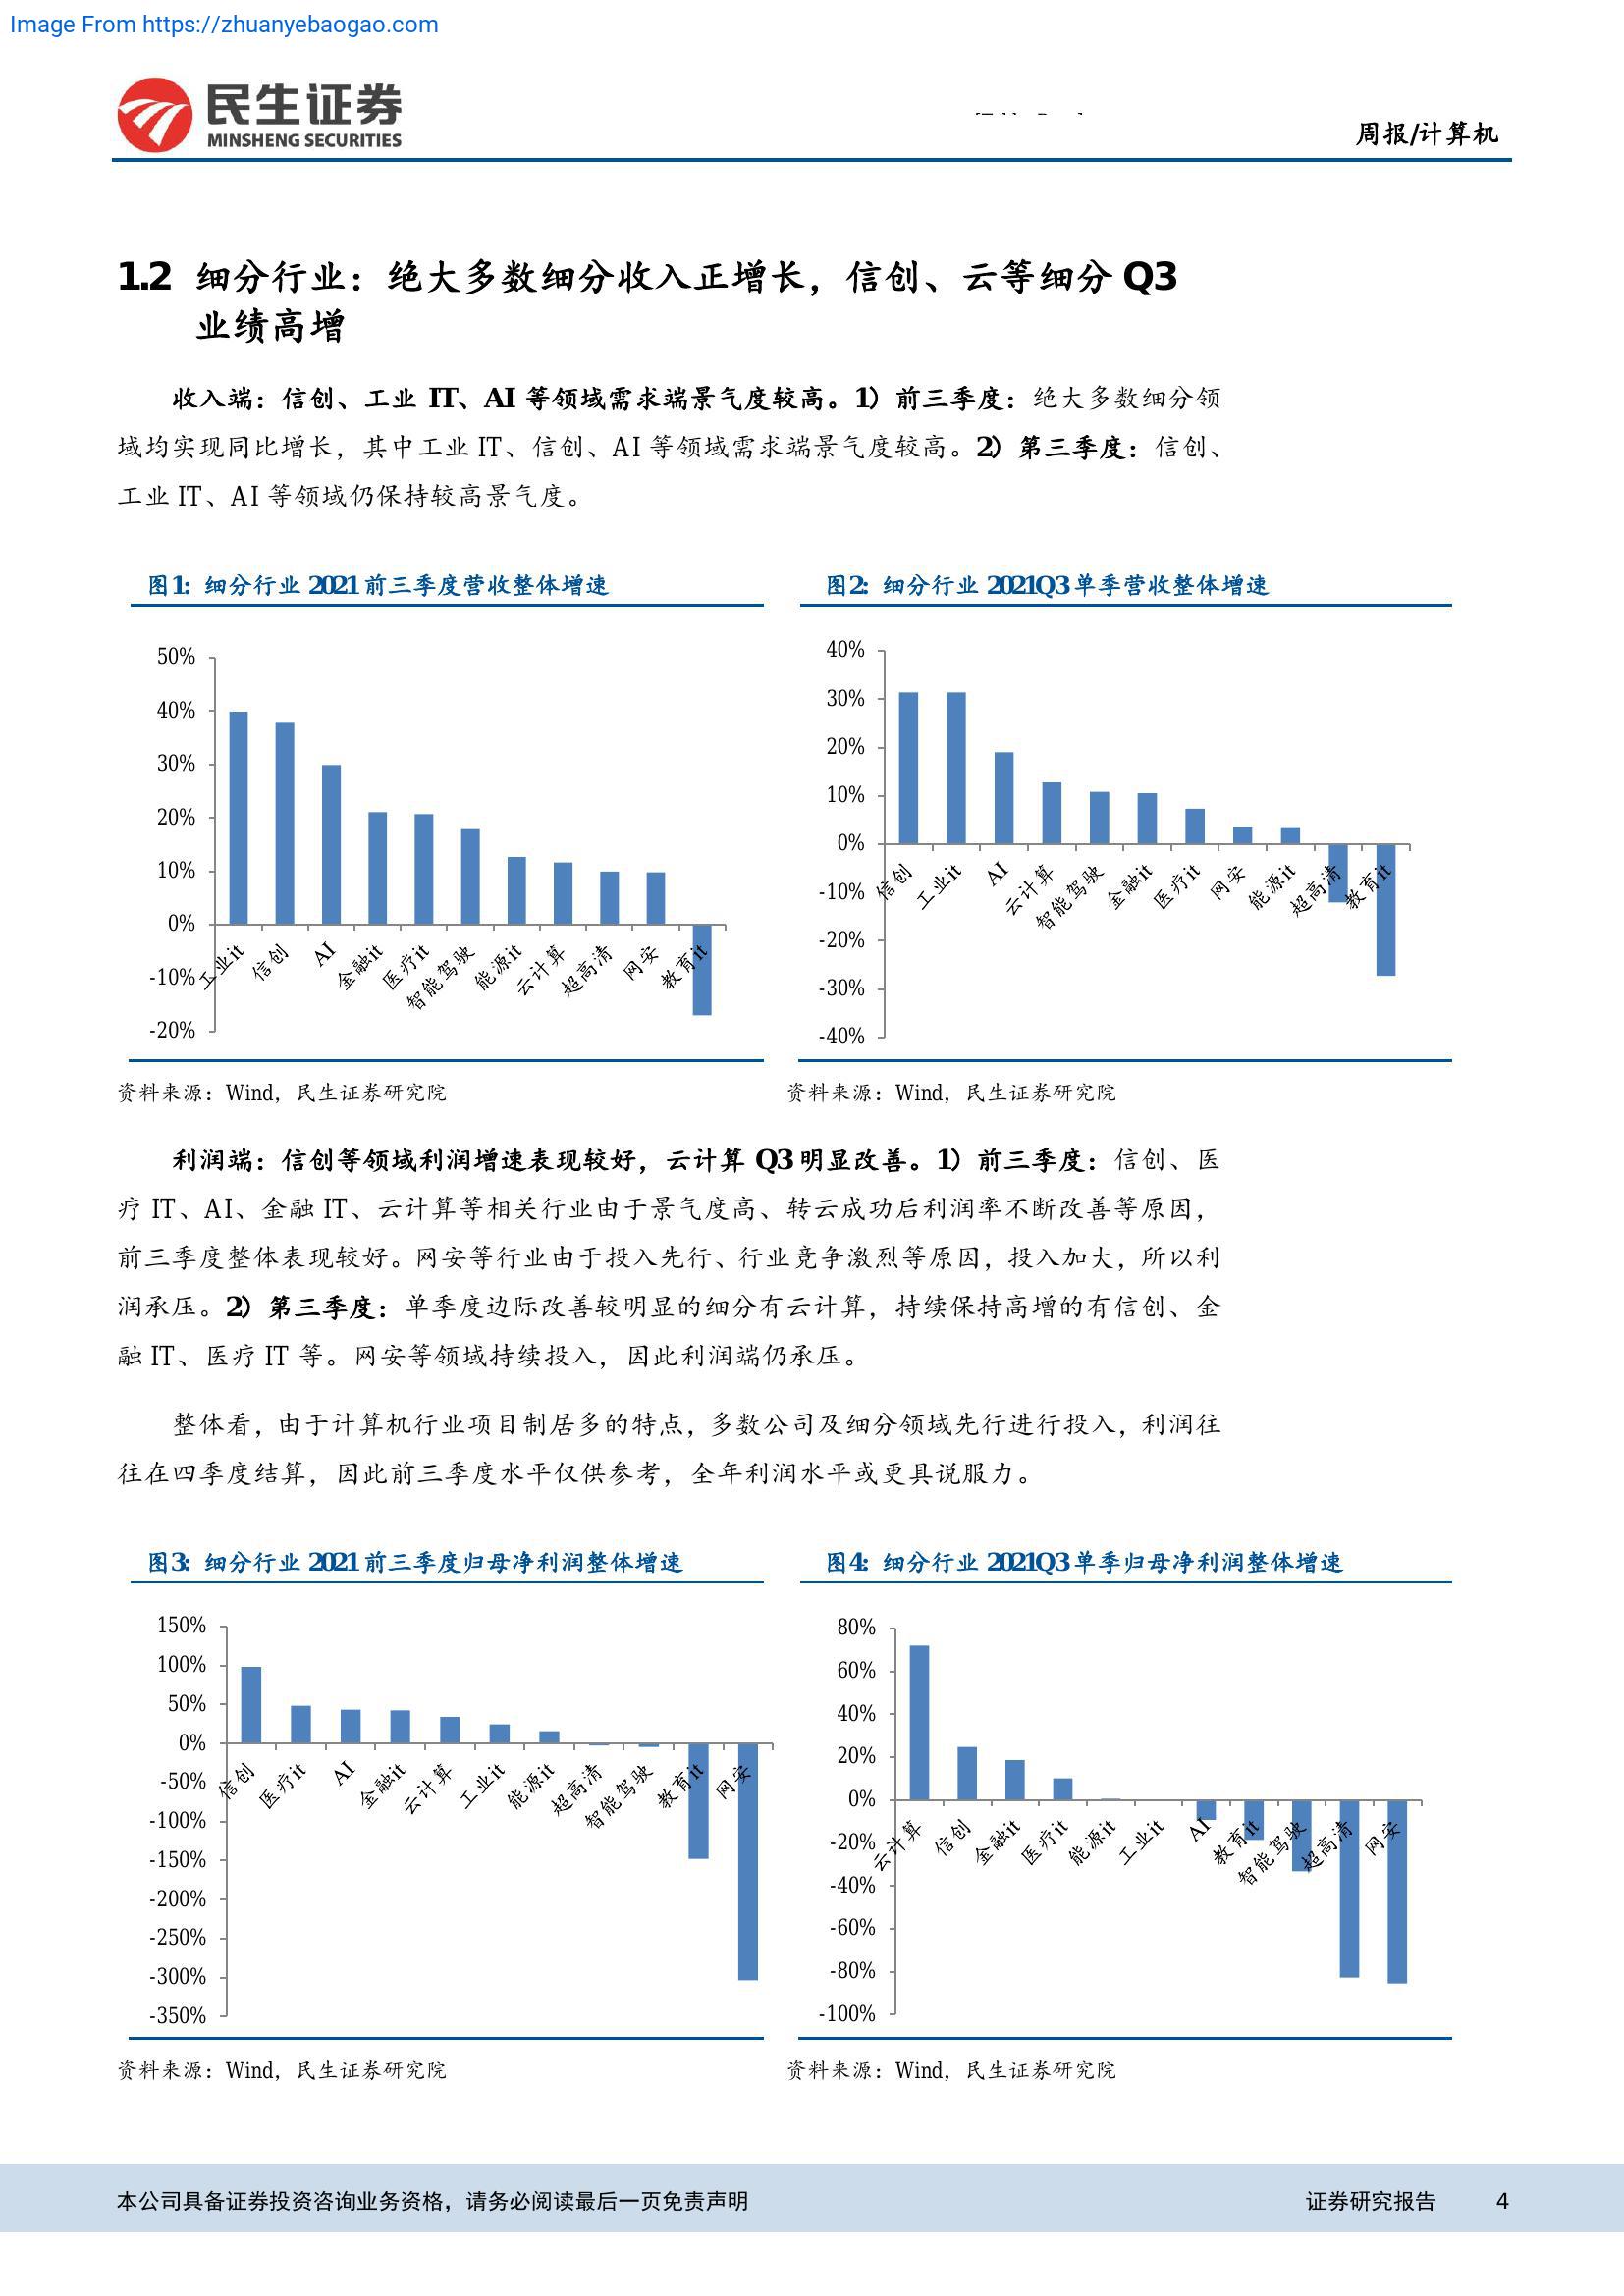 Image From https://zhuanyebaogao.com
民生证券
MINSHENG SECURITIES
周报/计算机
1.2 细分行业：绝大多数细分收入正增长，信创、云等细分 Q3
业绩高增
收入端：信创、工业 IT、AI 等领域需求端景气度较高。1）前三季度：绝大多数细分领
域均实现同比增长，其中工业 IT、信创、AI 等领域需求端景气度较高。2）第三季度：信创、
工业 IT、AI 等领域仍保持较高景气度。
图1: 细分行业 2021 前三季度营收整体增速
50%
40%
30%
20%
10%
0%
-10%
-20%
工业it
信创
AI
金融it
医疗it
智能驾驶
能源it
云计算
超高清
网安
教育it
资料来源：Wind，民生证券研究院
图2: 细分行业 2021Q3 单季营收整体增速
40%
30%
20%
10%
0%
-10%
-20%
-30%
-40%
信创
工业it
AI
云计算
智能驾驶
金融it
医疗it
网安
能源it
超高清
教育it
资料来源：Wind，民生证券研究院
利润端：信创等领域利润增速表现较好，云计算 Q3 明显改善。1）前三季度：信创、医
疗 IT、AI、金融 IT、云计算等相关行业由于景气度高、转云成功后利润率不断改善等原因，
前三季度整体表现较好。网安等行业由于投入先行、行业竞争激烈等原因，投入加大，所以利
润承压。2）第三季度：单季度边际改善较明显的细分有云计算，持续保持高增的有信创、金
融 IT、医疗 IT 等。网安等领域持续投入，因此利润端仍承压。
整体看，由于计算机行业项目制居多的特点，多数公司及细分领域先行进行投入，利润往
往在四季度结算，因此前三季度水平仅供参考，全年利润水平或更具说服力。
图3: 细分行业 2021 前三季度归母净利润整体增速
150%
100%
50%
0%
-50%
-100%
-150%
-200%
-250%
-300%
-350%
信创
医疗it
AI
金融it
云计算
工业it
能源it
超高清
智能驾驶
教育it
网安
资料来源：Wind，民生证券研究院
图4: 细分行业 2021Q3 单季归母净利润整体增速
80%
60%
40%
20%
0%
-20%
-40%
-60%
-80%
-100%
云计算
信创
金融it
医疗it
能源it
工业it
AI
教育it
智能驾驶
超高清
网安
资料来源：Wind，民生证券研究院
本公司具备证券投资咨询业务资格，请务必阅读最后一页免责声明
证券研究报告 4